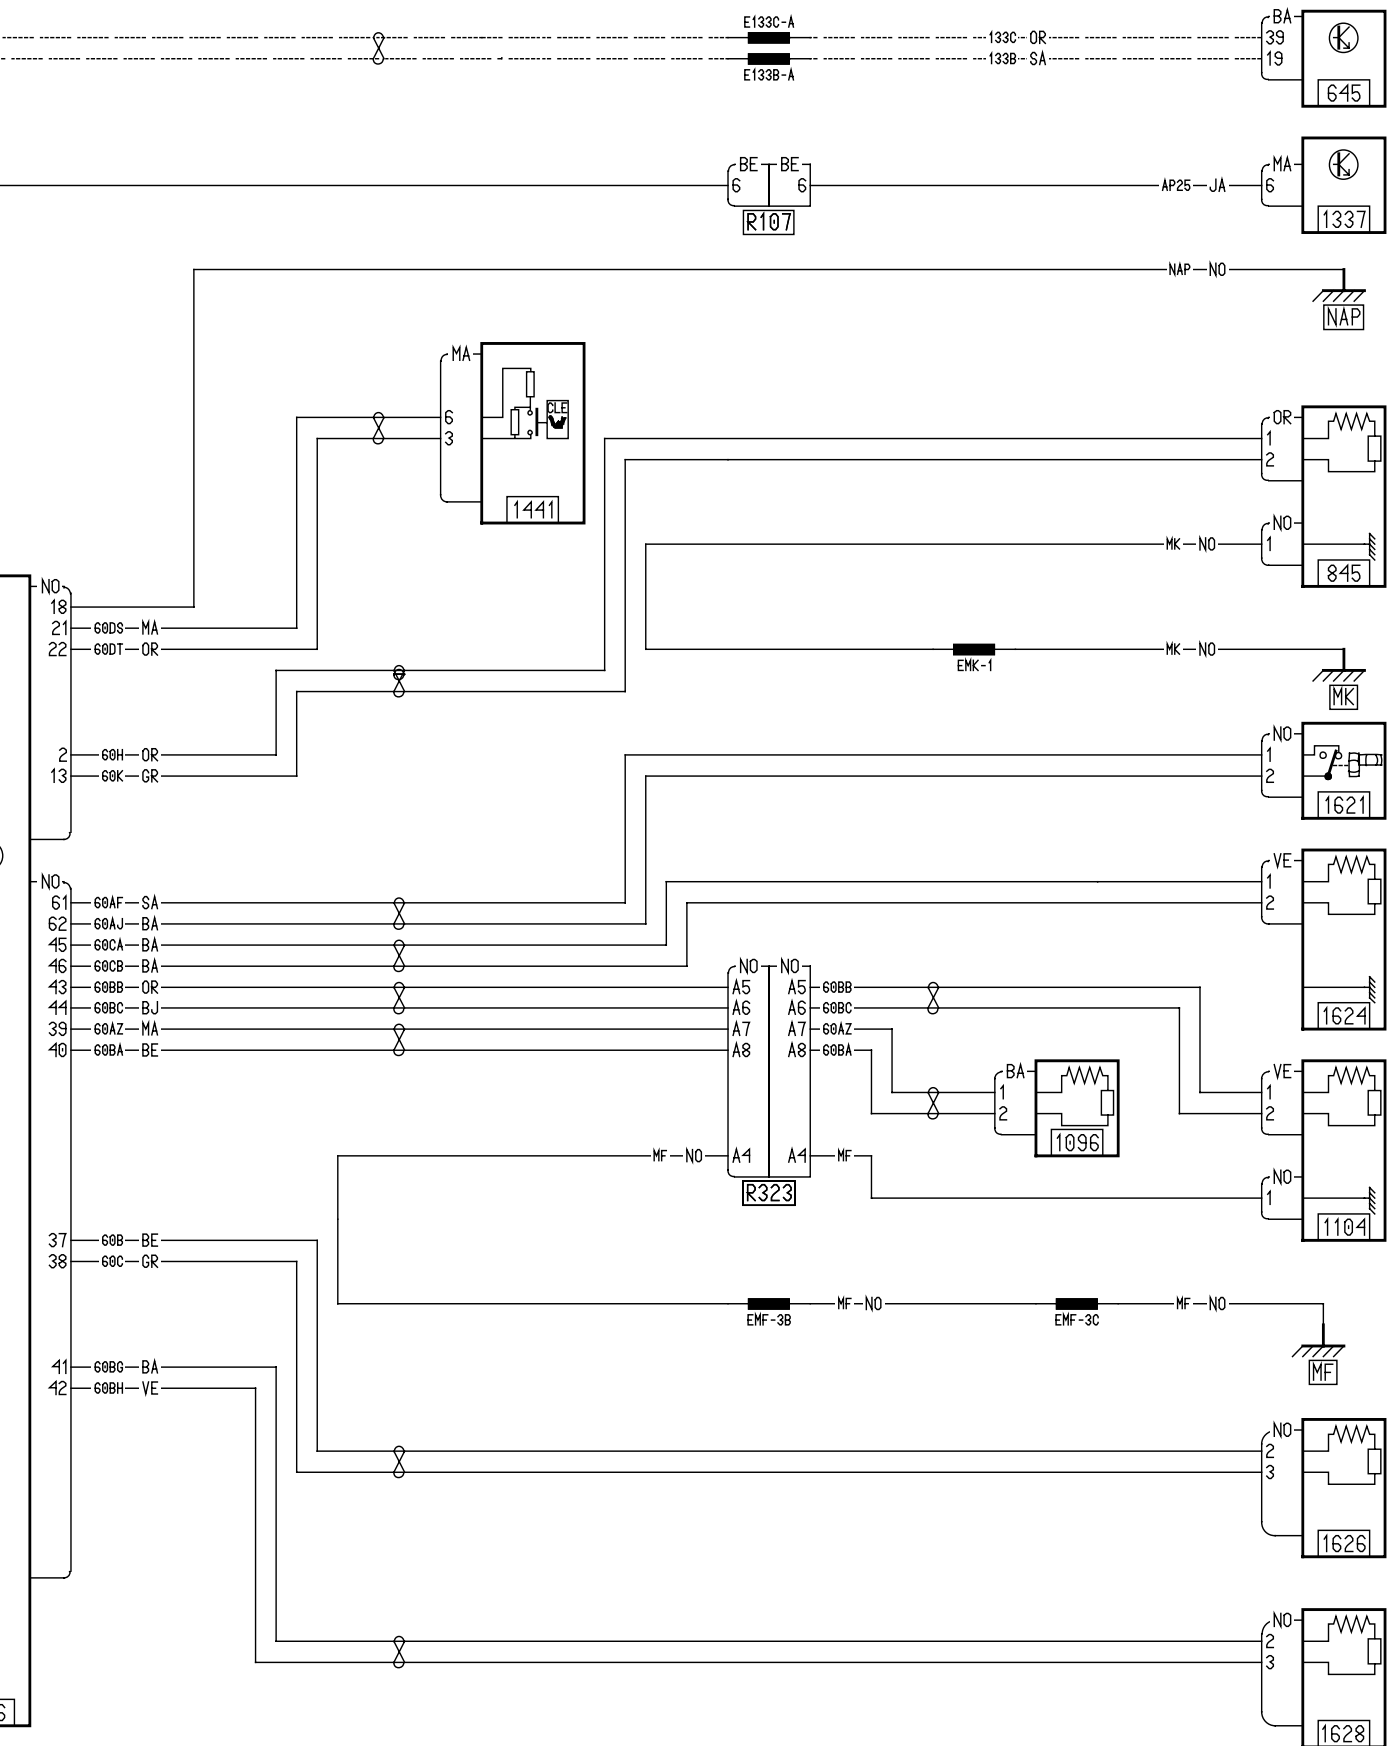 E133C-A
BA
39
133C OR
19
133B SA
E133B-A
645
BE BE
MA
6 6
AP25 JA
6
R107
1337
NAP NO
NAP
MA
6
CLE
3
1441
OR
1
2
NO
1
MK NO
845
NO
18
21 60DS MA
22 60DT OR
EMK-1
MK NO
MK
2 60H OR
13 60K GR
NO
1
2
1621
NO
61 60AF SA
62 60AJ BA
45 60CA BA
46 60CB BA
43 60BB OR
44 60BC BJ
39 60AZ MA
40 60BA BE
VE
1
2
1624
NO NO
A5 A5 60BB
A6 A6 60BC
A7 A7 60AZ
A8 A8 60BA
BA
1
2
1096
VE
1
2
MF NO A4 A4 MF
R323
NO
1
1104
37 60B BE
38 60C GR
EMF-3B
MF NO
EMF-3C
MF NO
MF
41 60BG BA
42 60BH VE
NO
2
3
1626
NO
2
3
1628